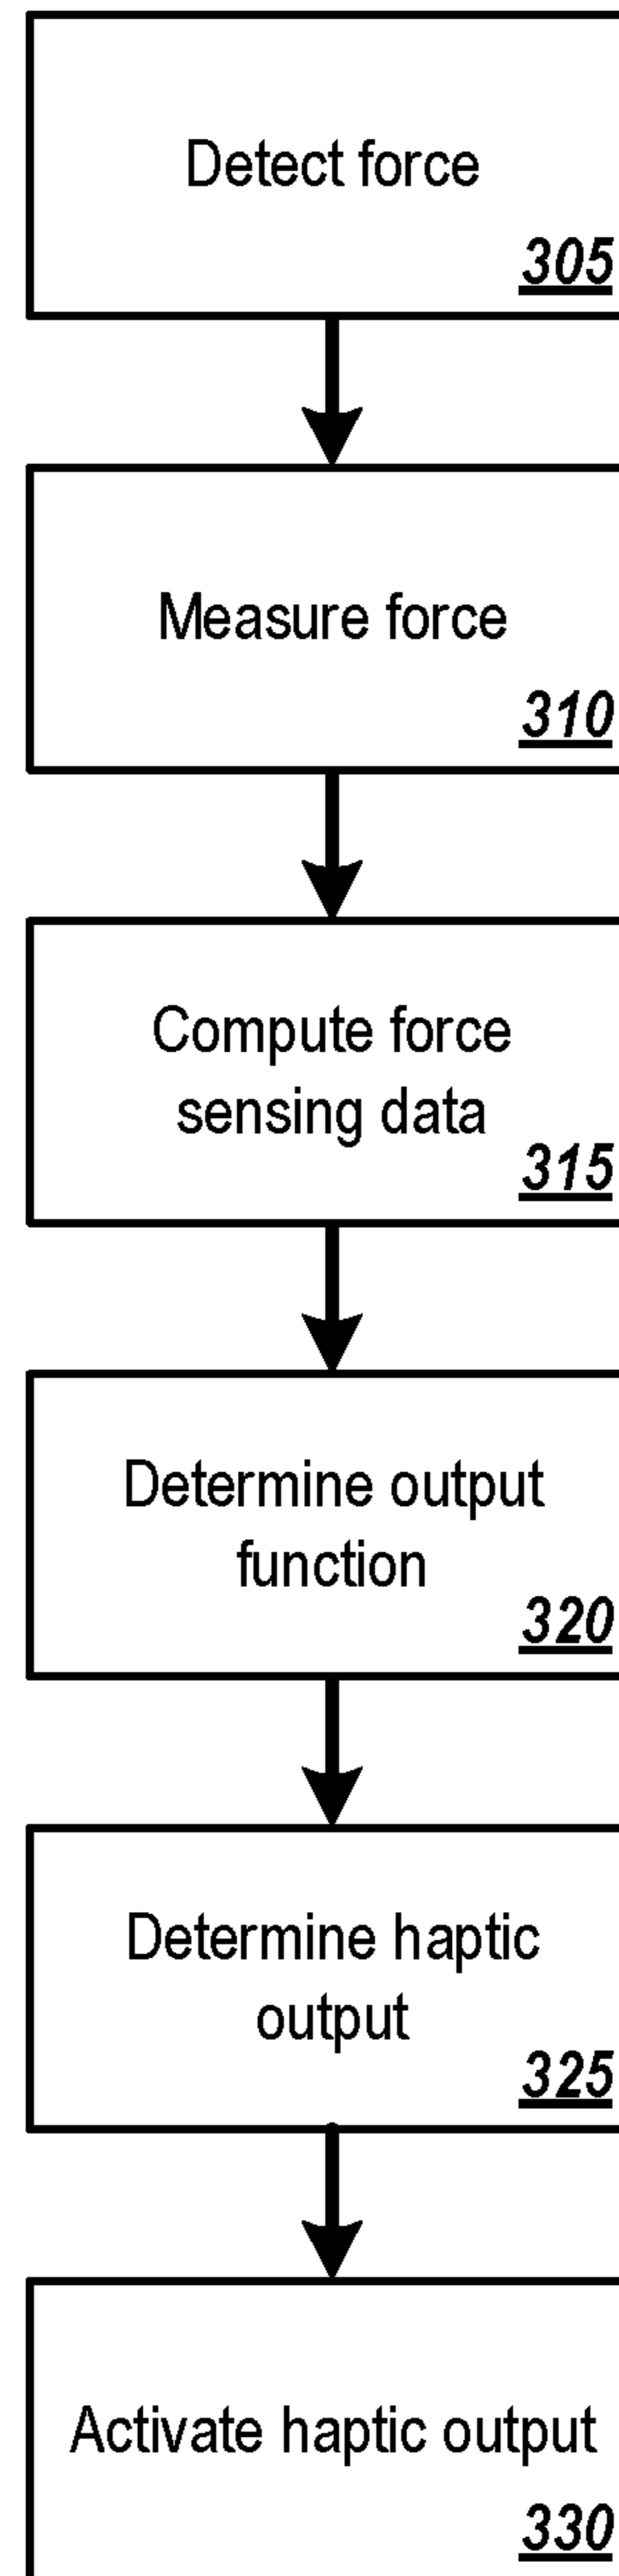 Detect force
305
Measure force
310
Compute force
sensing data
315
Determine output
function
320
Determine haptic
output
325
Activate haptic output
330